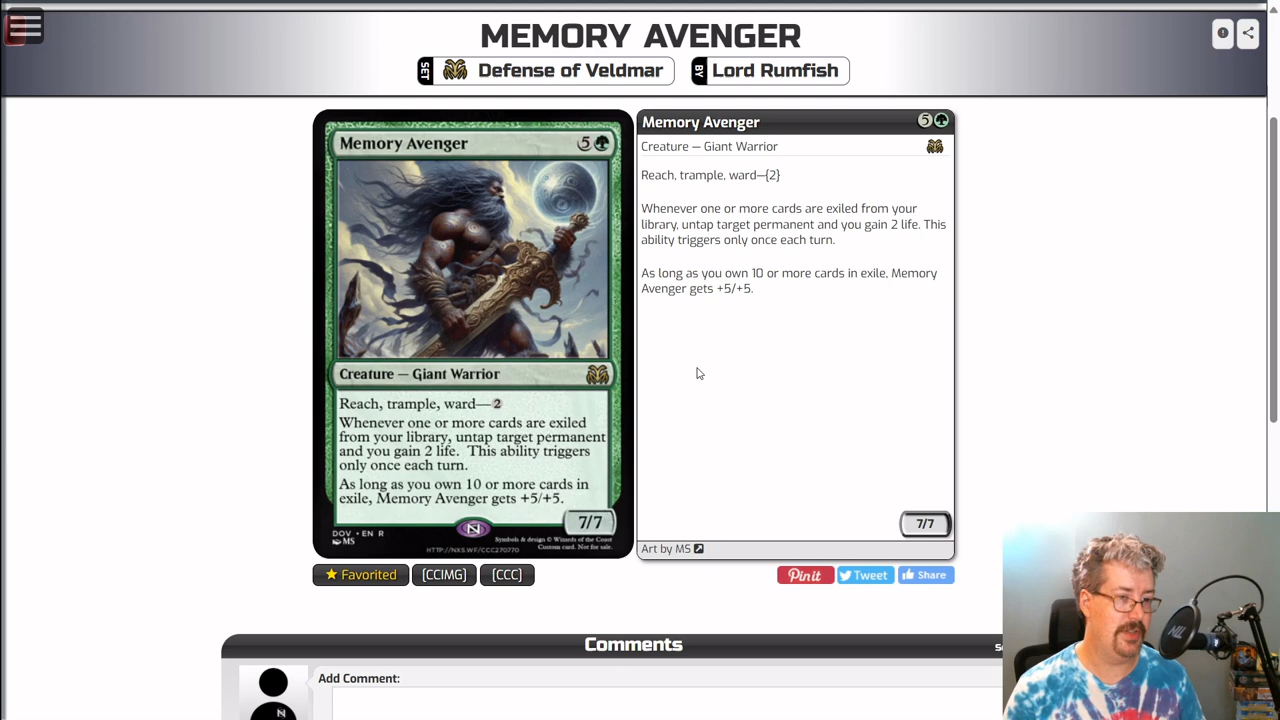 MEMORY AVENGER
SET Defense of Veldmar BY Lord Rumfish
Memory Avenger 5
Creature — Giant Warrior
Reach, trample, ward—2
Whenever one or more cards are exiled
from your library, untap target permanent
and you gain 2 life. This ability triggers
only once each turn.
As long as you own 10 or more cards in
exile, Memory Avenger gets +5/+5.
7/7
DOV • EN R
MS
N
Symbols & design © Wizards of the Coast
Custom card. Not for sale.
HTTP://NXS.WF/CCC270770
Memory Avenger 5
Creature — Giant Warrior
Reach, trample, ward—{2}
Whenever one or more cards are exiled from your
library, untap target permanent and you gain 2 life. This
ability triggers only once each turn.
As long as you own 10 or more cards in exile, Memory
Avenger gets +5/+5.
7/7
Art by MS
Favorited [CCIMG] [CCC]
Pin it Tweet Share
Comments
Add Comment:
N